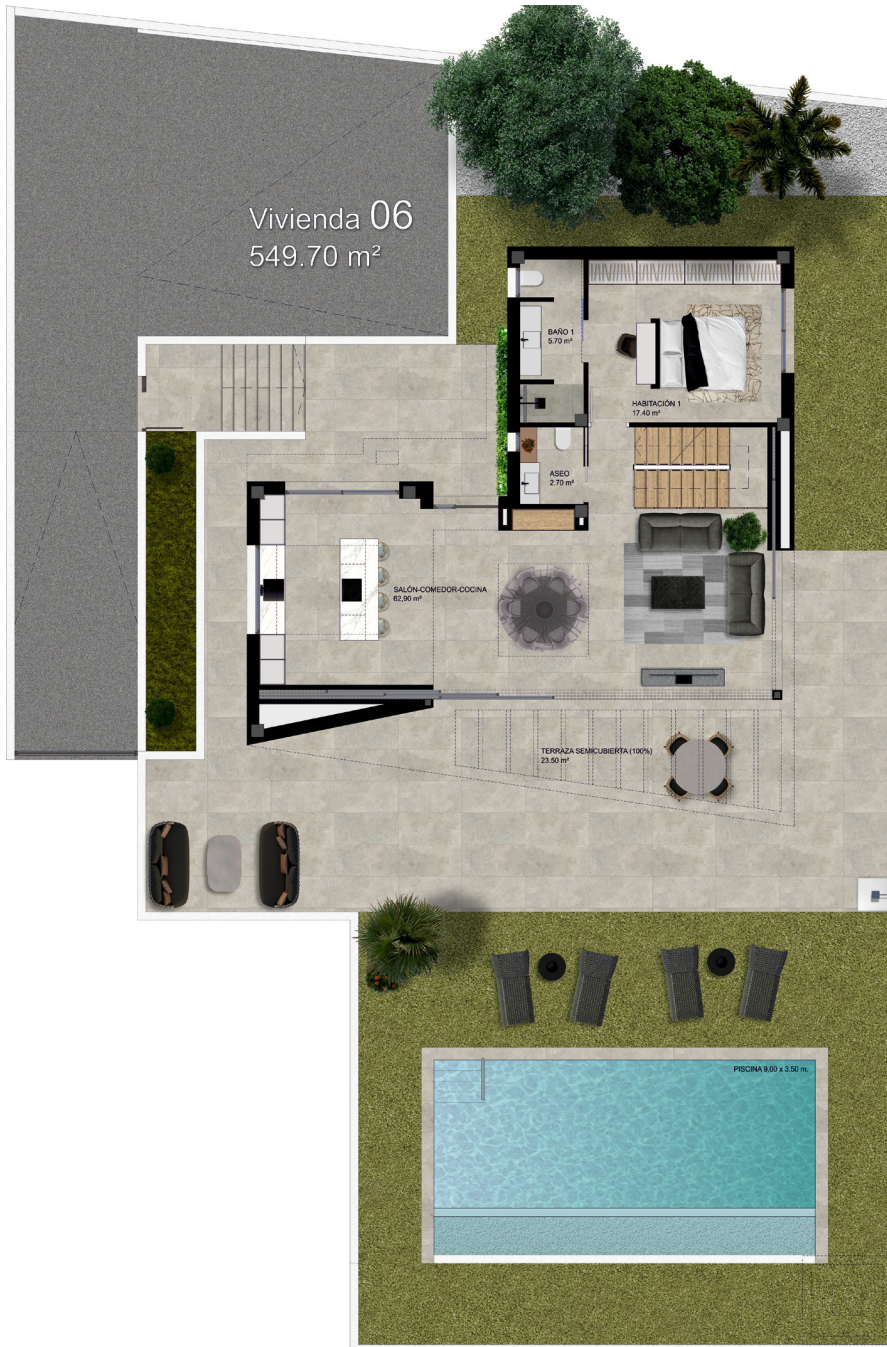 Vivienda 06
549.70 m²
BAÑO 1
5.70 m²
HABITACIÓN 1
17.40 m²
ASEO
2.70 m²
SALÓN-COMEDOR-COCINA
62,90 m²
TERRAZA SEMICUBIERTA (100%)
23.50 m²
PISCINA 9.00 x 3.50 m.